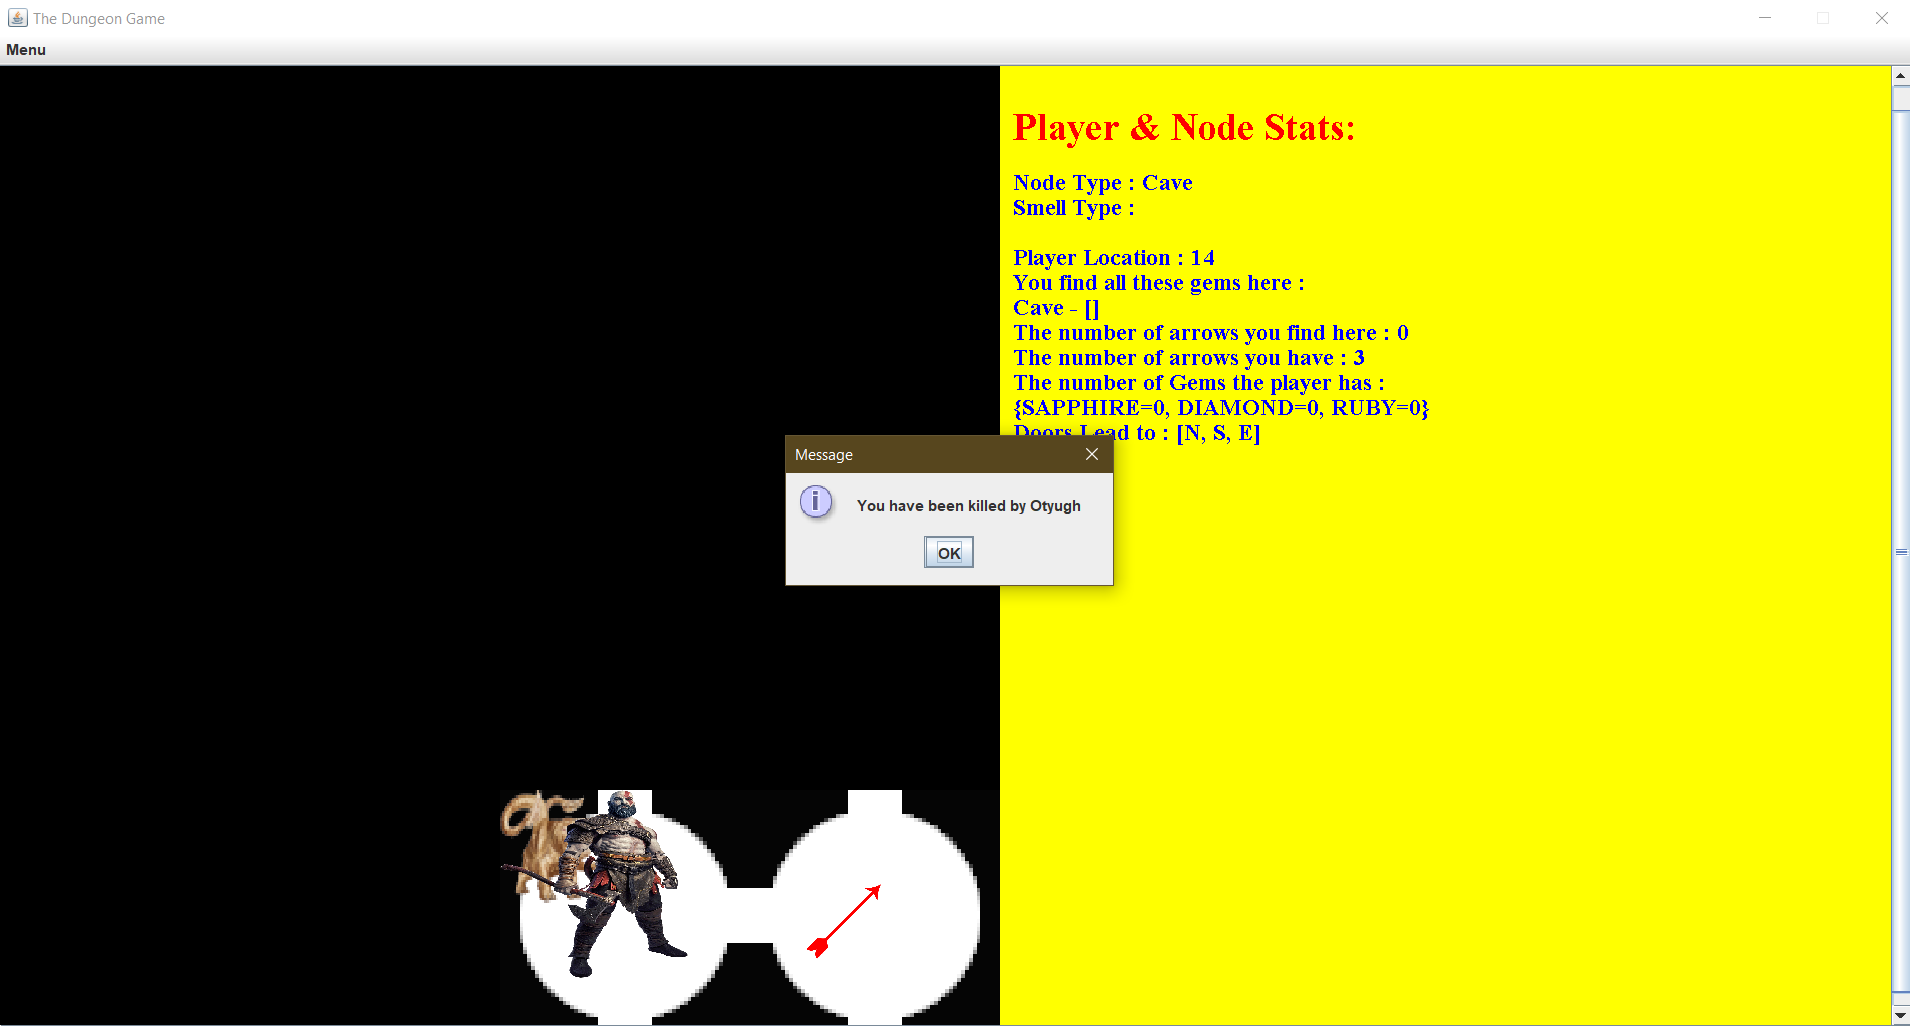 The Dungeon Game
Menu
Player & Node Stats:
Node Type : Cave
Smell Type :
Player Location : 14
You find all these gems here :
Cave - []
The number of arrows you find here : 0
The number of arrows you have : 3
The number of Gems the player has :
{SAPPHIRE=0, DIAMOND=0, RUBY=0}
Doors Lead to : [N, S, E]
Message
i
You have been killed by Otyugh
OK